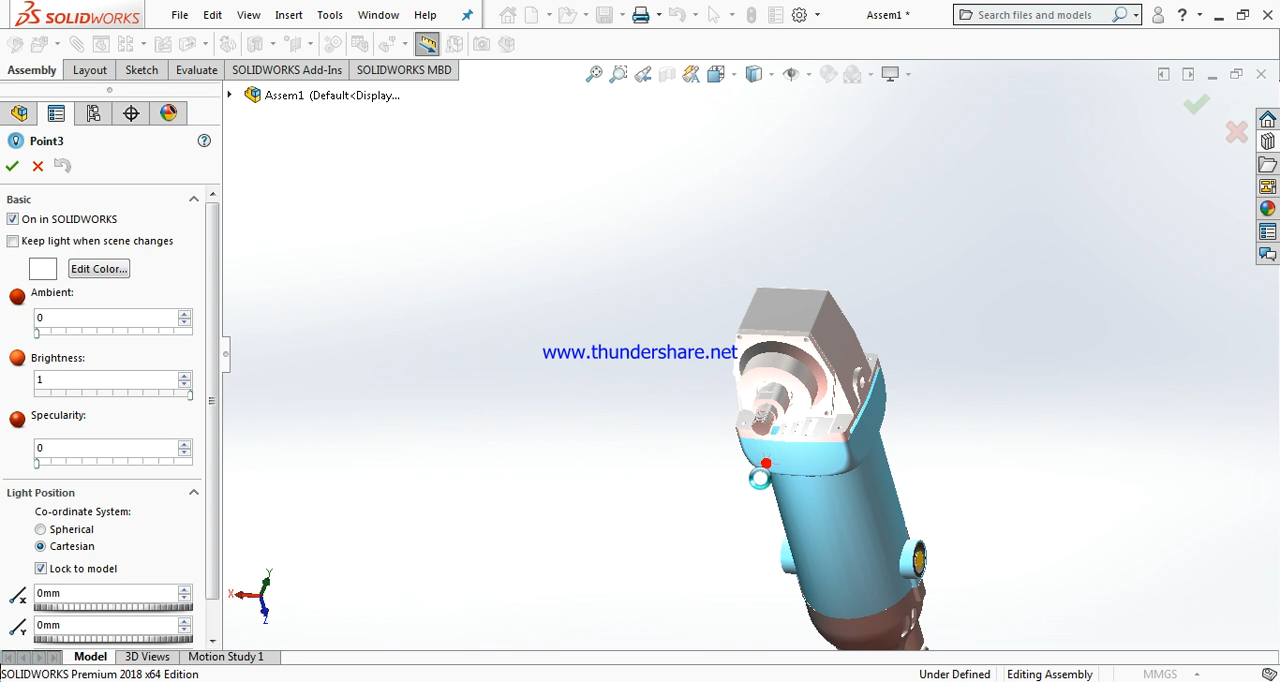 SOLIDWORKS File Edit View Insert Tools Window Help Assem1 * Search files and models ?
Assembly Layout Sketch Evaluate SOLIDWORKS Add-Ins SOLIDWORKS MBD
Assem1 (Default<Display...
Point3 ?
Basic
On in SOLIDWORKS
Keep light when scene changes
Edit Color...
Ambient:
0
Brightness:
1
Specularity:
0
Light Position
Co-ordinate System:
Spherical
Cartesian
Lock to model
0mm
0mm
www.thundershare.net
Y
X
Z
Model 3D Views Motion Study 1
SOLIDWORKS Premium 2018 x64 Edition Under Defined Editing Assembly MMGS